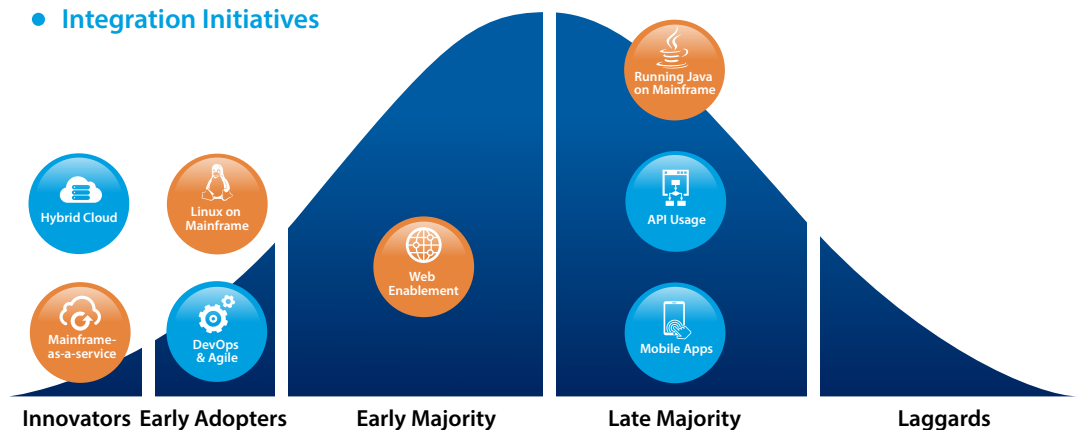 Integration Initiatives
Running Java
on Mainframe
Hybrid Cloud
Linux on
Mainframe
API Usage
Web
Enablement
Mainframe-
as-a-service
DevOps
& Agile
Mobile Apps
Innovators
Early Adopters
Early Majority
Late Majority
Laggards